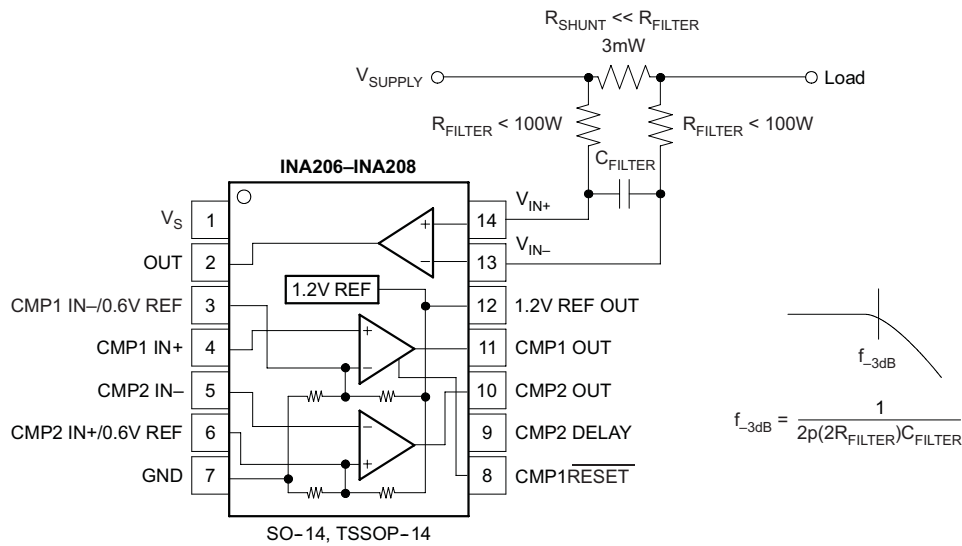 R_SHUNT << R_FILTER
3mW
V_SUPPLY
Load
R_FILTER < 100W
R_FILTER < 100W
C_FILTER
INA206–INA208
V_IN+
V_IN–
V_S
1
14
OUT
2
13
1.2V REF
CMP1 IN–/0.6V REF
3
12
1.2V REF OUT
CMP1 IN+
4
11
CMP1 OUT
CMP2 IN–
5
10
CMP2 OUT
CMP2 IN+/0.6V REF
6
9
CMP2 DELAY
GND
7
8
CMP1 RESET
+
–
+
–
–
+
SO-14, TSSOP-14
f_–3dB
f_–3dB = 1
2p(2R_FILTER)C_FILTER